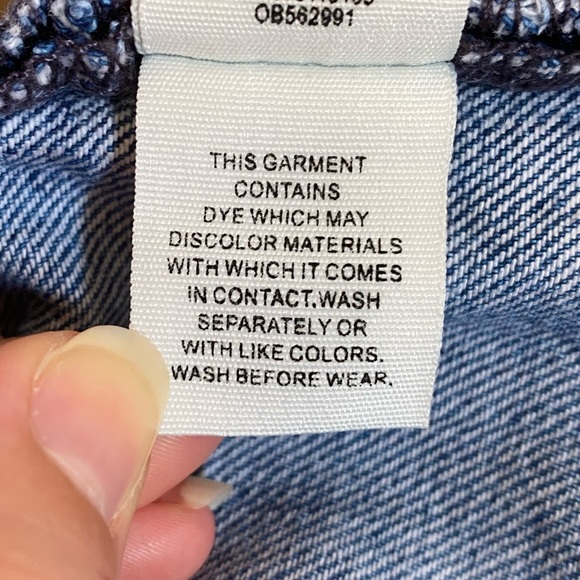 OB562991
THIS GARMENT
CONTAINS
DYE WHICH MAY
DISCOLOR MATERIALS
WITH WHICH IT COMES
IN CONTACT.WASH
SEPARATELY OR
WITH LIKE COLORS.
WASH BEFORE WEAR.